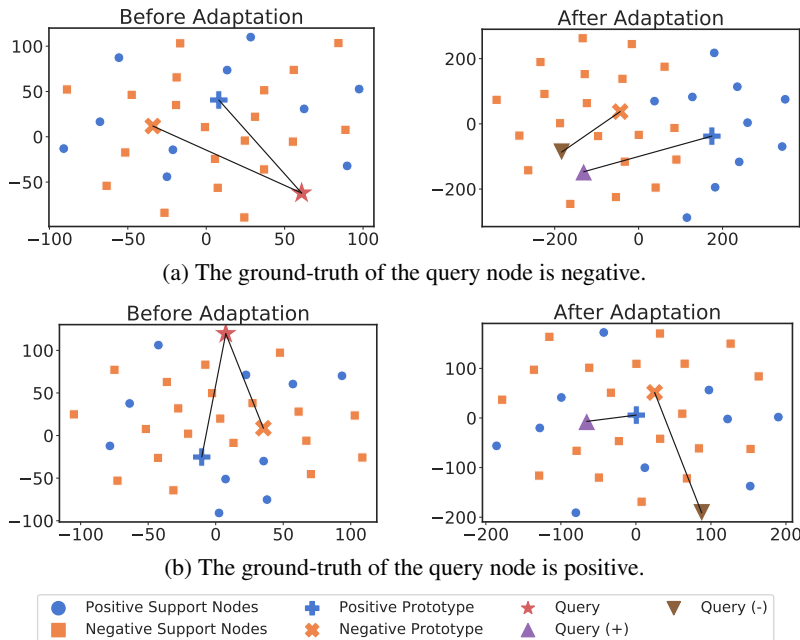 Before Adaptation
After Adaptation
100
50
0
−50
−100
−50
0
50
100
200
0
−200
−200
0
200
(a) The ground-truth of the query node is negative.
Before Adaptation
After Adaptation
100
50
0
−50
−100
−100
−50
0
50
100
100
0
−100
−200
−200
−100
0
100
200
(b) The ground-truth of the query node is positive.
Positive Support Nodes
Positive Prototype
Query
Query (-)
Negative Support Nodes
Negative Prototype
Query (+)